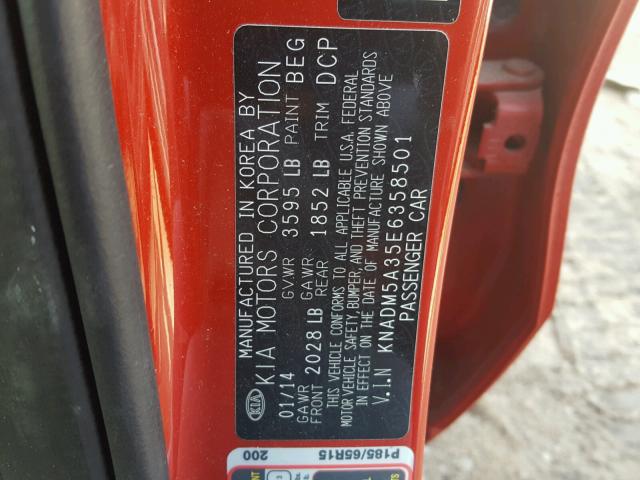 MANUFACTURED IN KOREA BY
KIA KIA MOTORS CORPORATION
01/14 GVWR 3595 LB PAINT BEG
GAWR FRONT 2028 LB GAWR REAR 1852 LB TRIM DCP
THIS VEHICLE CONFORMS TO ALL APPLICABLE U.S.A. FEDERAL
MOTOR VEHICLE SAFETY, BUMPER, AND THEFT PREVENTION STANDARDS
IN EFFECT ON THE DATE OF MANUFACTURE SHOWN ABOVE
V.I.N KNADM5A35E6358501
PASSENGER CAR
P185/65R15
200